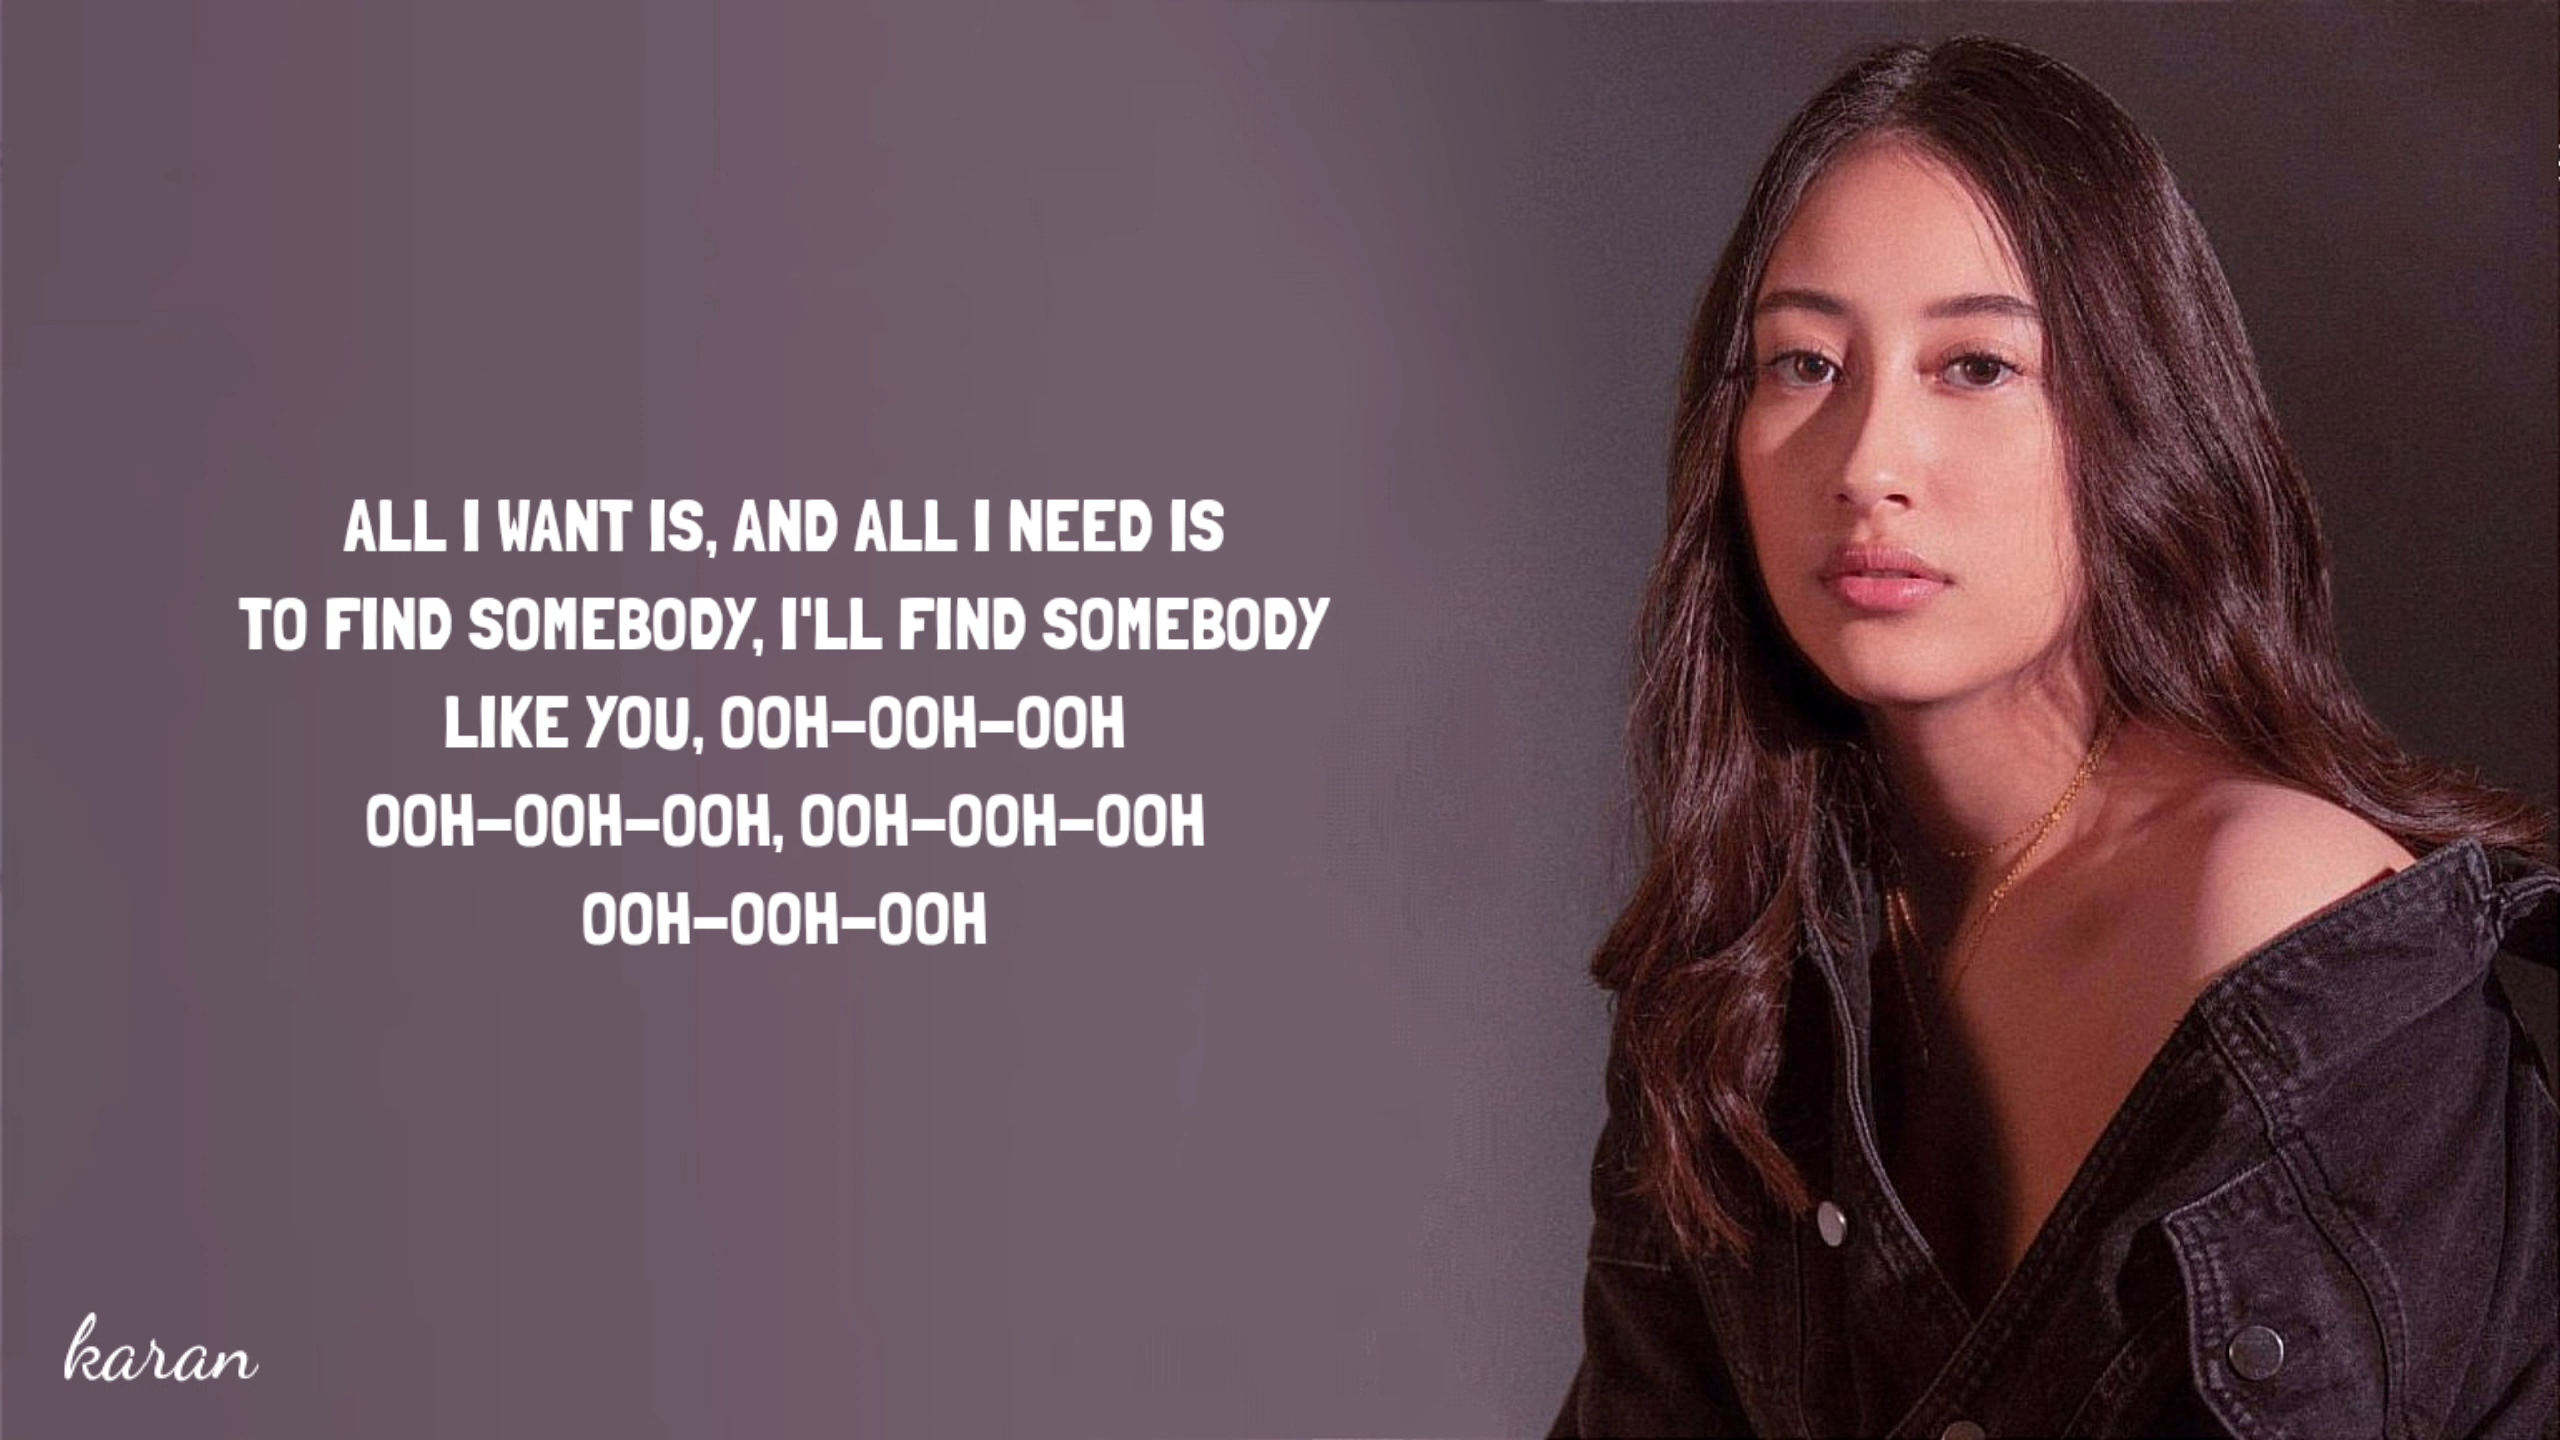 ALL I WANT IS, AND ALL I NEED IS
TO FIND SOMEBODY, I'LL FIND SOMEBODY
LIKE YOU, OOH-OOH-OOH
OOH-OOH-OOH, OOH-OOH-OOH
OOH-OOH-OOH
karan